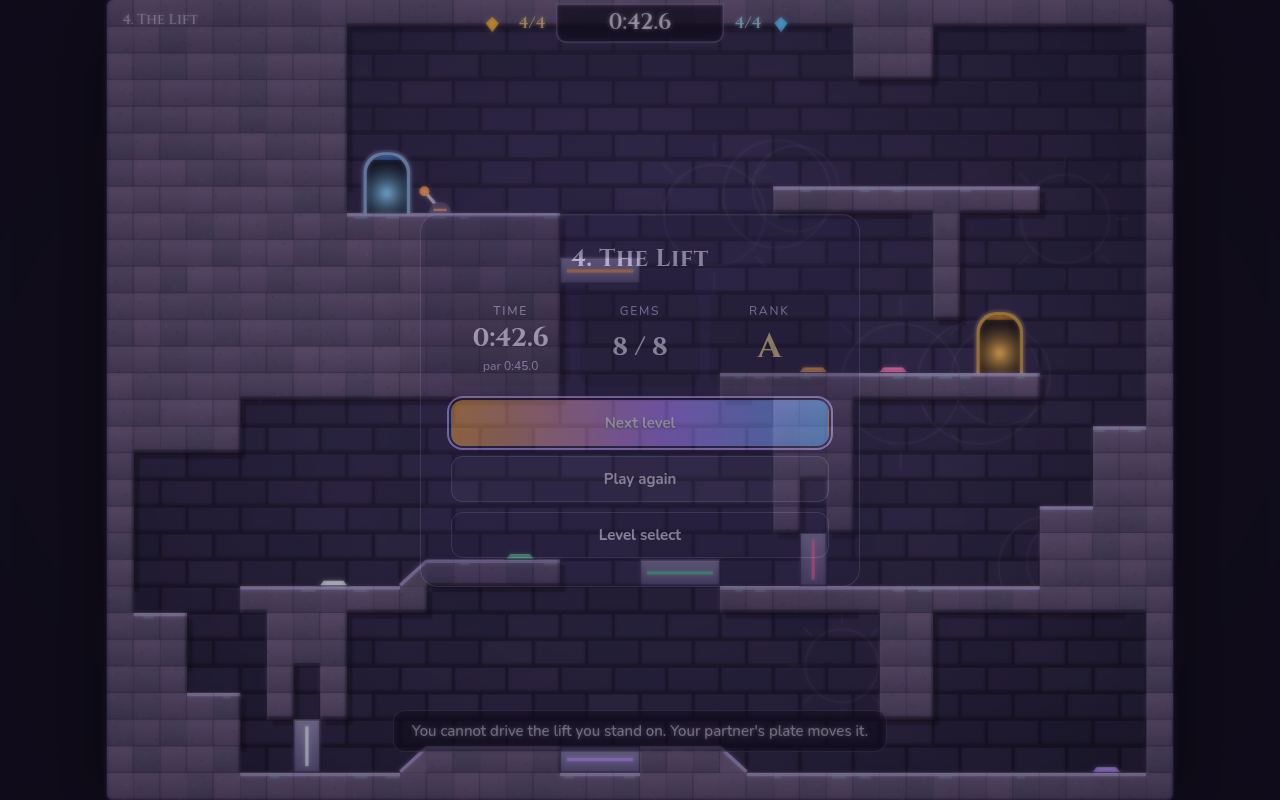 4. The Lift
4/4
0:42.6
4/4
4. The Lift
TIME
GEMS
RANK
0:42.6
8 / 8
A
par 0:45.0
Next level
Play again
Level select
You cannot drive the lift you stand on. Your partner's plate moves it.